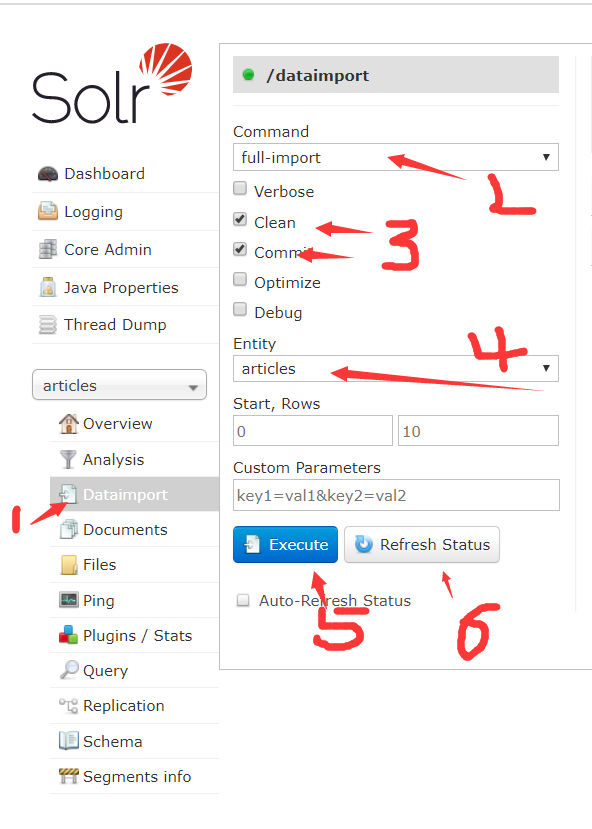 Solr
Dashboard
Logging
Core Admin
Java Properties
Thread Dump
articles
Overview
Analysis
1 Dataimport
Documents
Files
Ping
Plugins / Stats
Query
Replication
Schema
Segments info
/dataimport
Command
full-import
2
Verbose
Clean
3
Commit
Optimize
Debug
Entity
4
articles
Start, Rows
0 10
Custom Parameters
key1=val1&key2=val2
Execute Refresh Status
Auto-Refresh Status
5 6